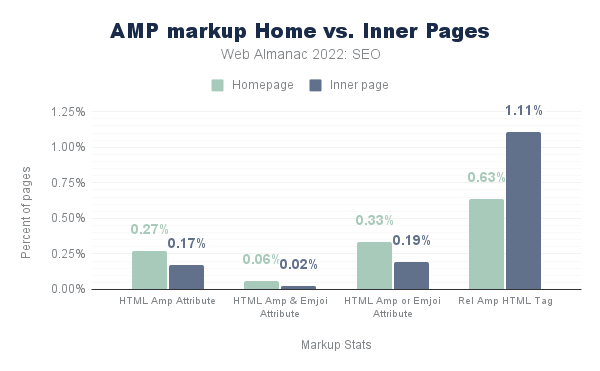 AMP markup Home vs. Inner Pages
Web Almanac 2022: SEO
Homepage Inner page
Percent of pages
1.25%
1.00%
0.75%
0.50%
0.25%
0.00%
0.27% 0.17%
0.06% 0.02%
0.33% 0.19%
0.63% 1.11%
HTML Amp Attribute
HTML Amp & Emjoi
Attribute
HTML Amp or Emjoi
Attribute
Rel Amp HTML Tag
Markup Stats